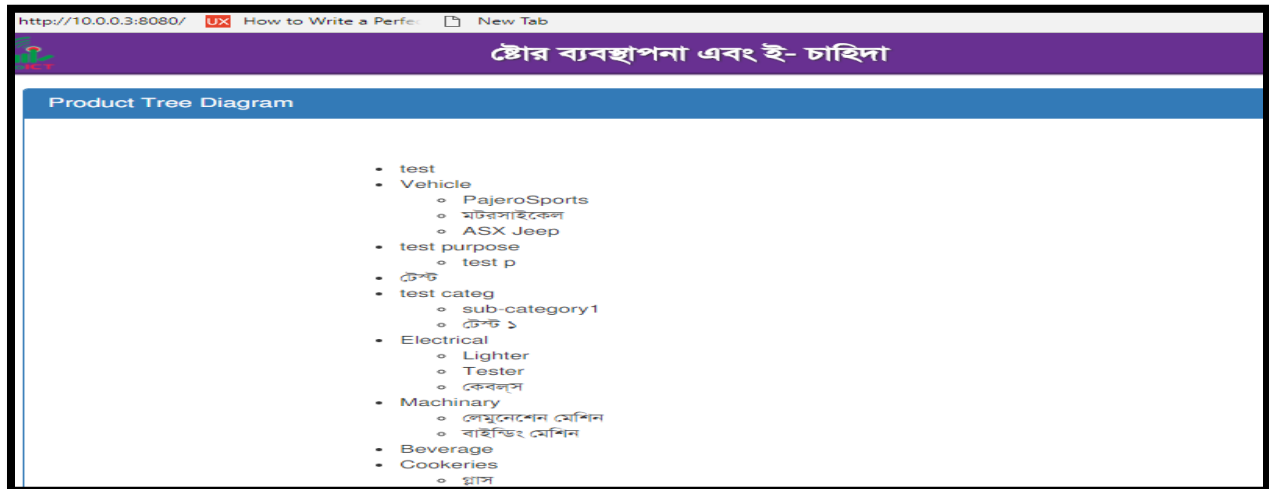 http://10.0.0.3:8080/ UX How to Write a Perfe New Tab
ষ্টোর ব্যবস্থাপনা এবং ই- চাহিদা
Product Tree Diagram
test
Vehicle
PajeroSports
মটরসাইকেল
ASX Jeep
test purpose
test p
টেস্ট
test categ
sub-category1
টেস্ট ১
Electrical
Lighter
Tester
কেবল্স
Machinary
লেমুনেশেন মেশিন
বাইন্ডিং মেশিন
Beverage
Cookeries
গ্লাস